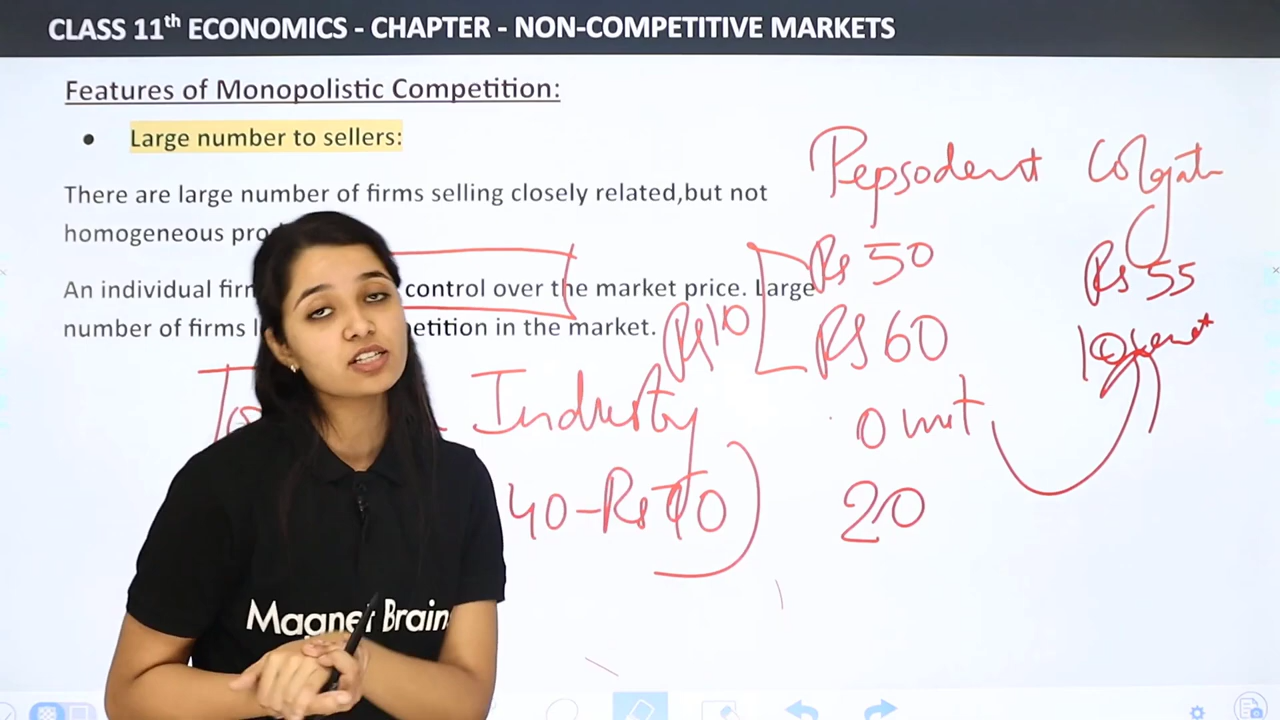 CLASS 11th ECONOMICS - CHAPTER - NON-COMPETITIVE MARKETS
Features of Monopolistic Competition:
Large number to sellers:
There are large number of firms selling closely related,but not
homogeneous pro
An individual firm control over the market price. Large
number of firms petition in the market.
Pepsodent Colgate
Rs 50 Rs 55
Rs 10 Rs 60
Industry
0 unit
40-Rs 20
Magnet Brain